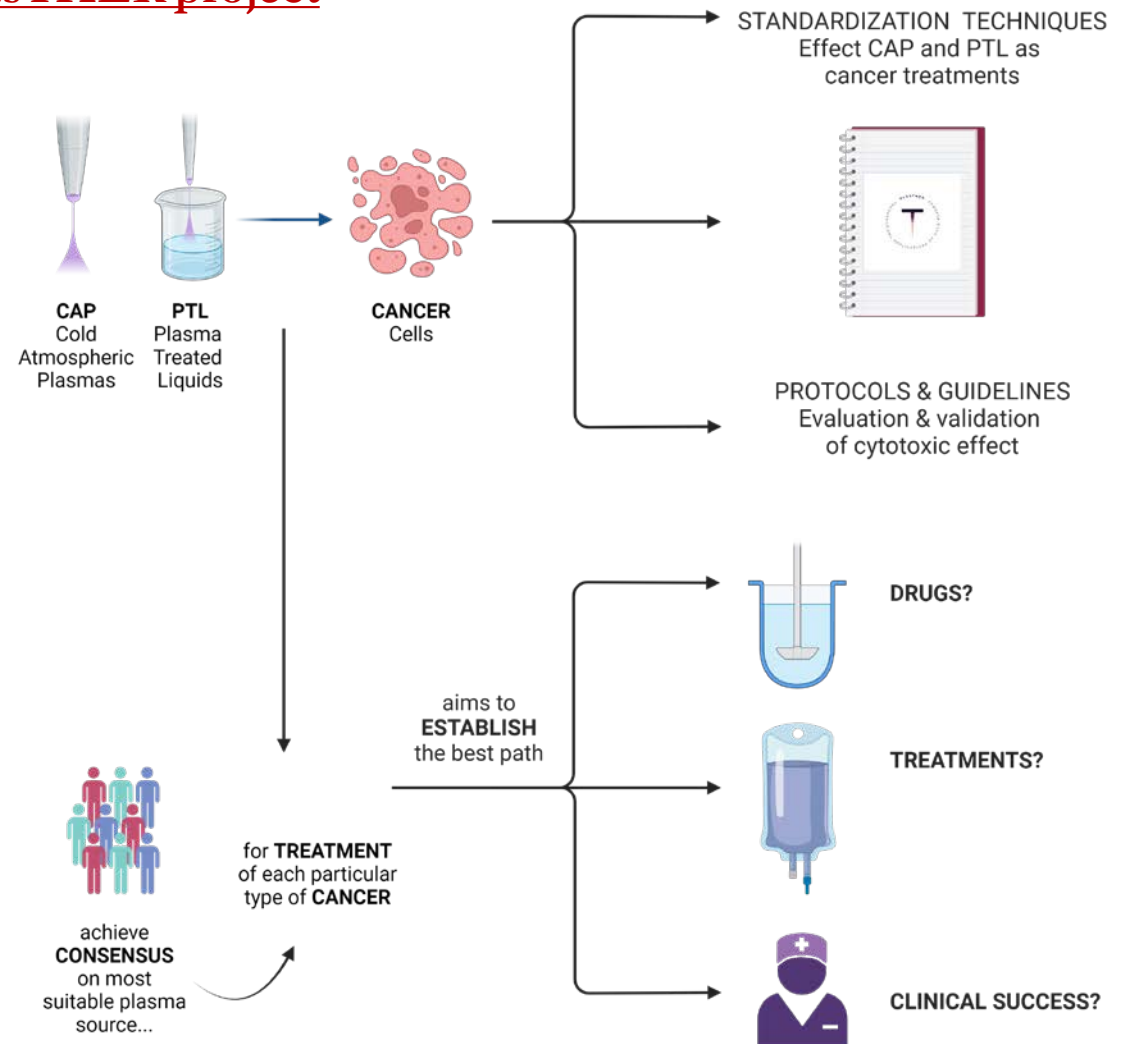 project
STANDARDIZATION TECHNIQUES
Effect CAP and PTL as
cancer treatments
CAP
Cold
Atmospheric
Plasmas
PTL
Plasma
Treated
Liquids
CANCER
Cells
T
PROTOCOLS & GUIDELINES
Evaluation & validation
of cytotoxic effect
DRUGS?
aims to
ESTABLISH
the best path
TREATMENTS?
for TREATMENT
of each particular
type of CANCER
achieve
CONSENSUS
on most
suitable plasma
source...
CLINICAL SUCCESS?